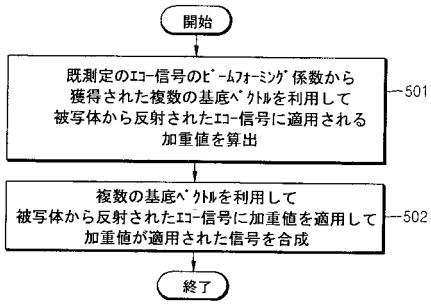 開始
既測定のエコー信号のビームフォーミング係数から
獲得された複数の基底ベクトルを利用して
被写体から反射されたエコー信号に適用される
加重値を算出
501
複数の基底ベクトルを利用して
被写体から反射されたエコー信号に加重値を適用して
加重値が適用された信号を合成
502
終了